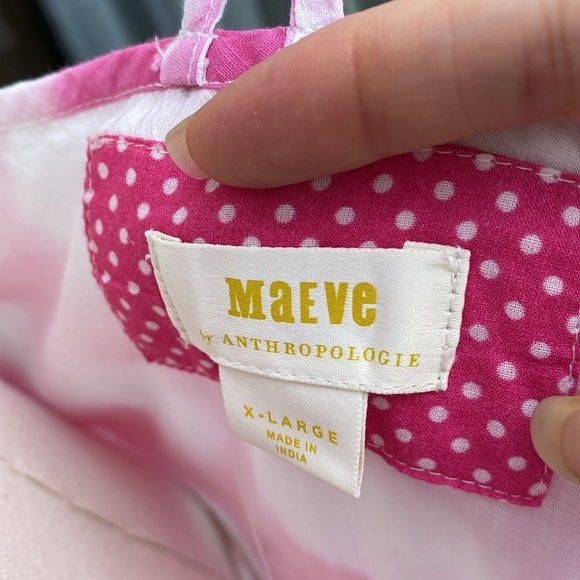 MaEVe
by ANTHROPOLOGIE
X-LARGE
MADE IN
INDIA